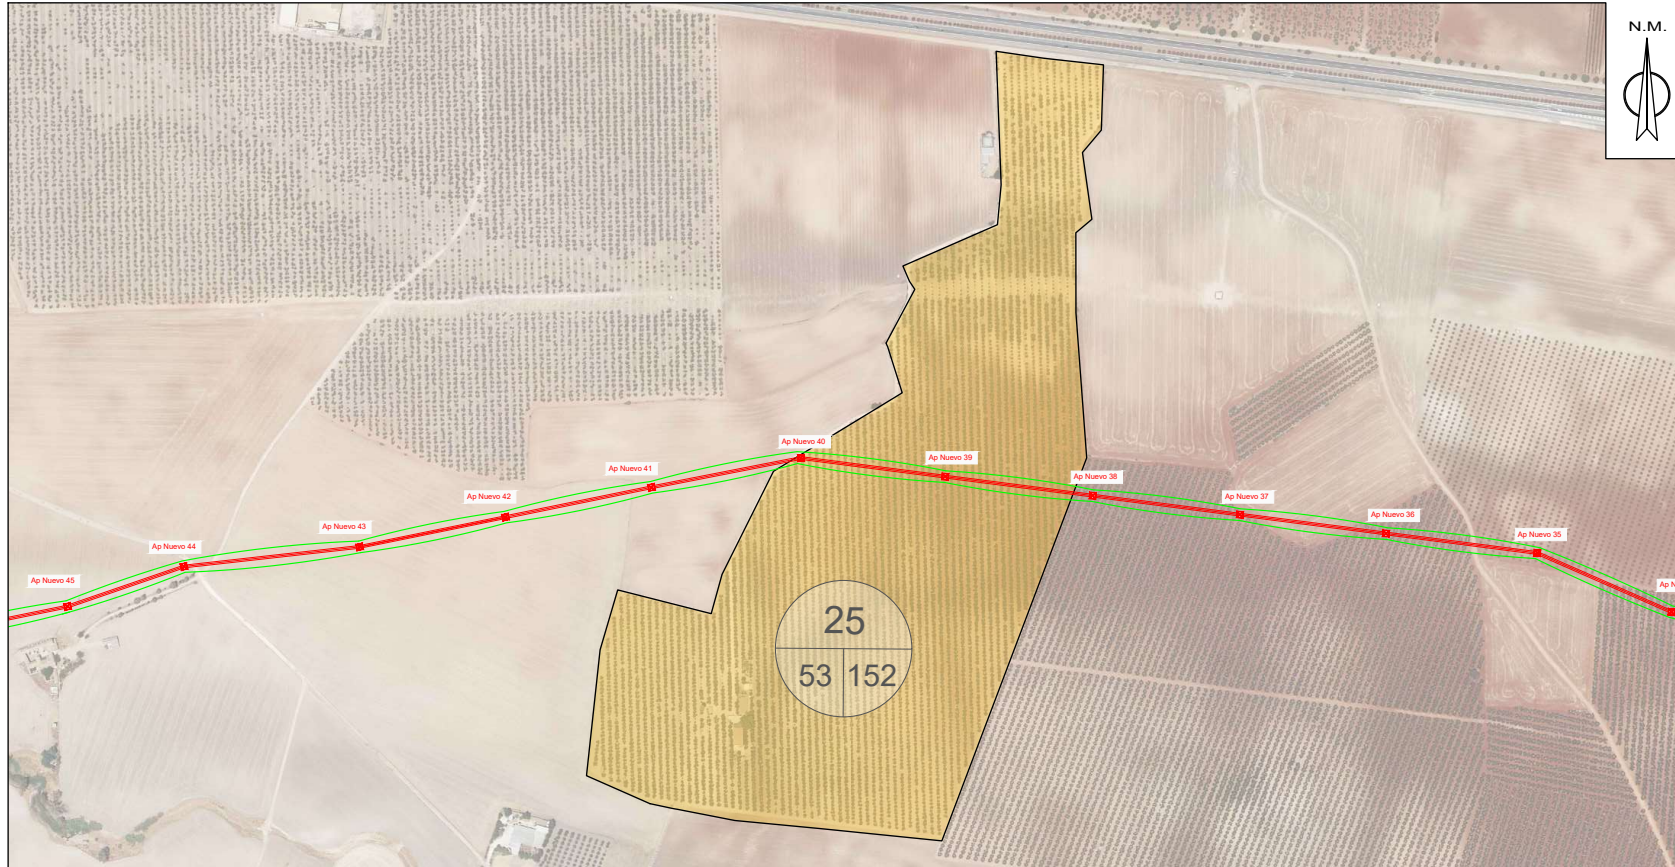 N.M.
Ap Nuevo 40
Ap Nuevo 39
Ap Nuevo 41
Ap Nuevo 38
Ap Nuevo 42
Ap Nuevo 37
Ap Nuevo 36
Ap Nuevo 43
Ap Nuevo 35
Ap Nuevo 44
Ap Nuevo 45
Ap N
25
53 152